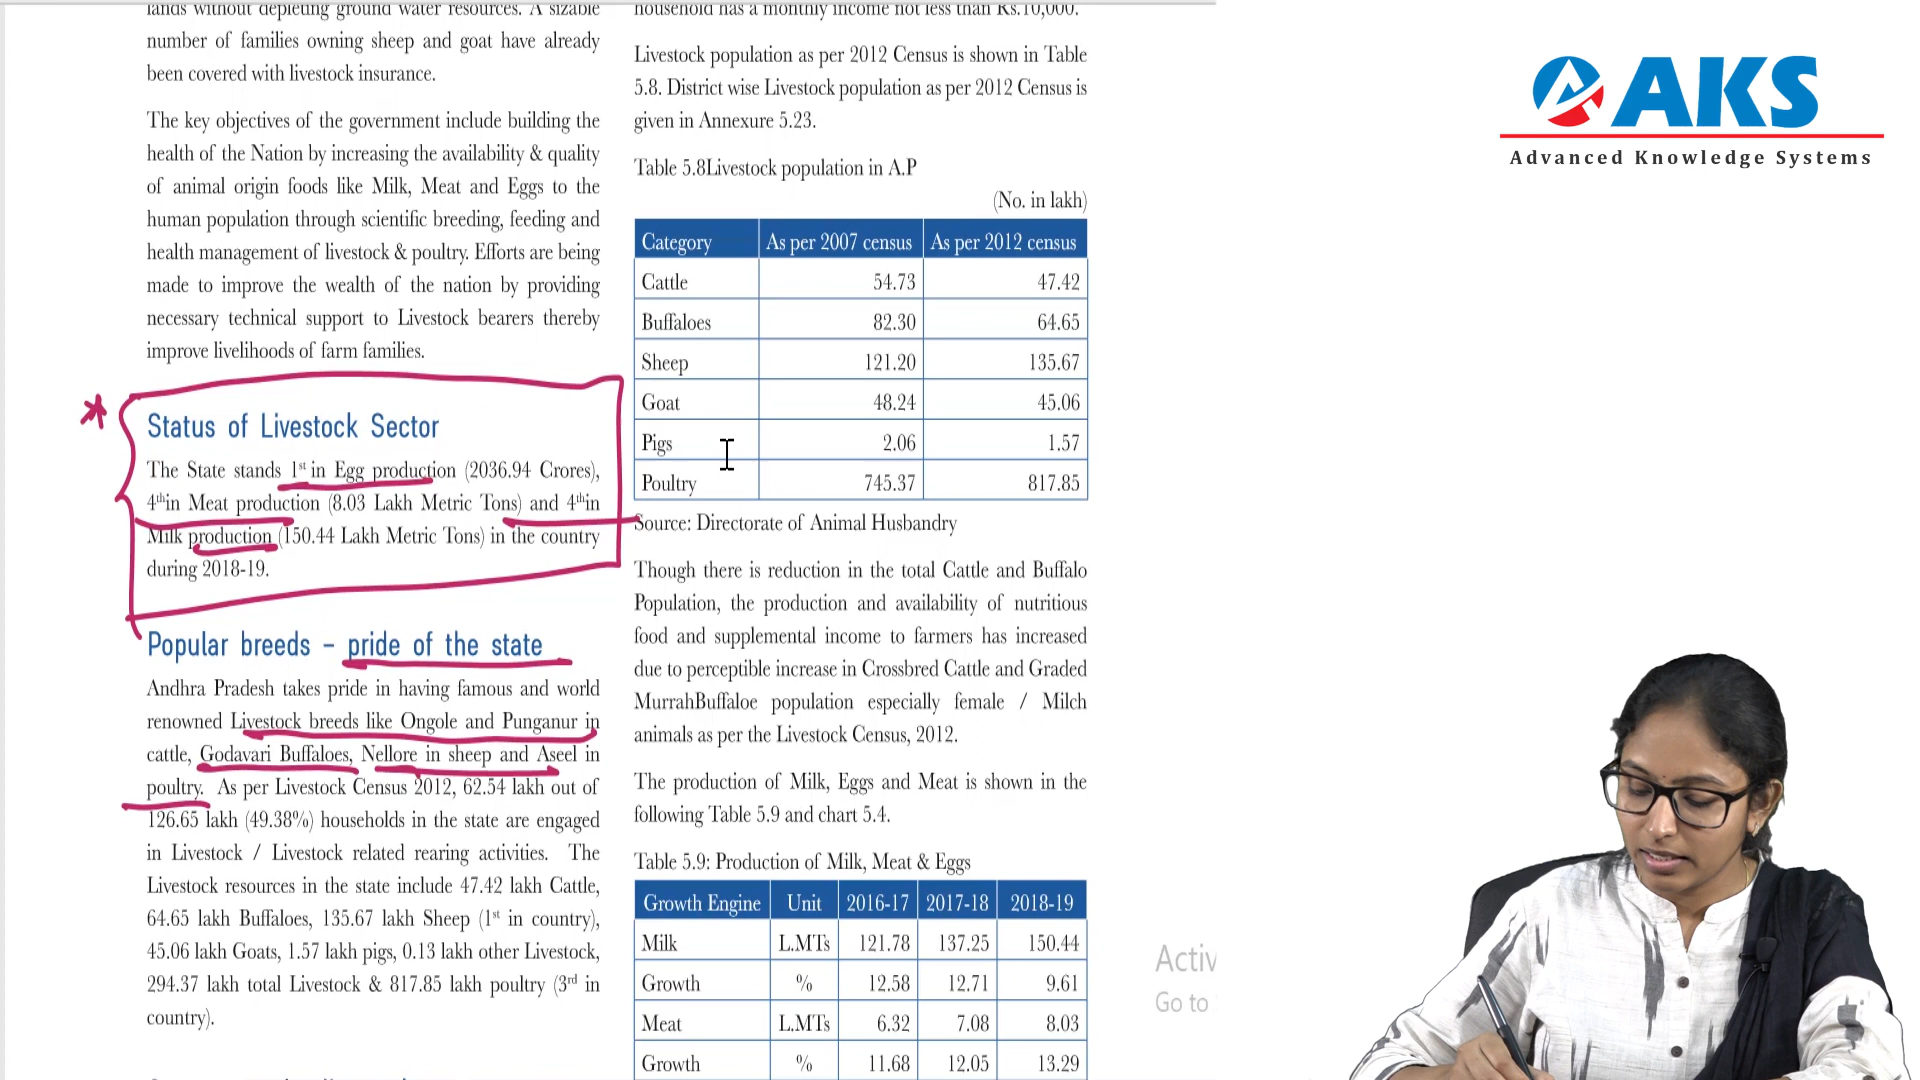 lands without depleting ground water resources. A sizable
number of families owning sheep and goat have already
been covered with livestock insurance.
The key objectives of the government include building the
health of the Nation by increasing the availability & quality
of animal origin foods like Milk, Meat and Eggs to the
human population through scientific breeding, feeding and
health management of livestock & poultry. Efforts are being
made to improve the wealth of the nation by providing
necessary technical support to Livestock bearers thereby
improve livelihoods of farm families.
Status of Livestock Sector
The State stands 1st in Egg production (2036.94 Crores),
4thin Meat production (8.03 Lakh Metric Tons) and 4thin
Milk production (150.44 Lakh Metric Tons) in the country
during 2018-19.
Popular breeds – pride of the state
Andhra Pradesh takes pride in having famous and world
renowned Livestock breeds like Ongole and Punganur in
cattle, Godavari Buffaloes, Nellore in sheep and Aseel in
poultry. As per Livestock Census 2012, 62.54 lakh out of
126.65 lakh (49.38%) households in the state are engaged
in Livestock / Livestock related rearing activities. The
Livestock resources in the state include 47.42 lakh Cattle,
64.65 lakh Buffaloes, 135.67 lakh Sheep (1st in country),
45.06 lakh Goats, 1.57 lakh pigs, 0.13 lakh other Livestock,
294.37 lakh total Livestock & 817.85 lakh poultry (3rd in
country).
household has a monthly income not less than Rs.10,000.
Livestock population as per 2012 Census is shown in Table
5.8. District wise Livestock population as per 2012 Census is
given in Annexure 5.23.
Table 5.8Livestock population in A.P
(No. in lakh)
Category As per 2007 census As per 2012 census
Cattle 54.73 47.42
Buffaloes 82.30 64.65
Sheep 121.20 135.67
Goat 48.24 45.06
Pigs 2.06 1.57
Poultry 745.37 817.85
Source: Directorate of Animal Husbandry
Though there is reduction in the total Cattle and Buffalo
Population, the production and availability of nutritious
food and supplemental income to farmers has increased
due to perceptible increase in Crossbred Cattle and Graded
MurrahBuffaloe population especially female / Milch
animals as per the Livestock Census, 2012.
The production of Milk, Eggs and Meat is shown in the
following Table 5.9 and chart 5.4.
Table 5.9: Production of Milk, Meat & Eggs
Growth Engine Unit 2016-17 2017-18 2018-19
Milk L.MTs 121.78 137.25 150.44
Growth % 12.58 12.71 9.61
Meat L.MTs 6.32 7.08 8.03
Growth % 11.68 12.05 13.29
AKS
Advanced Knowledge Systems
Activ
Go to